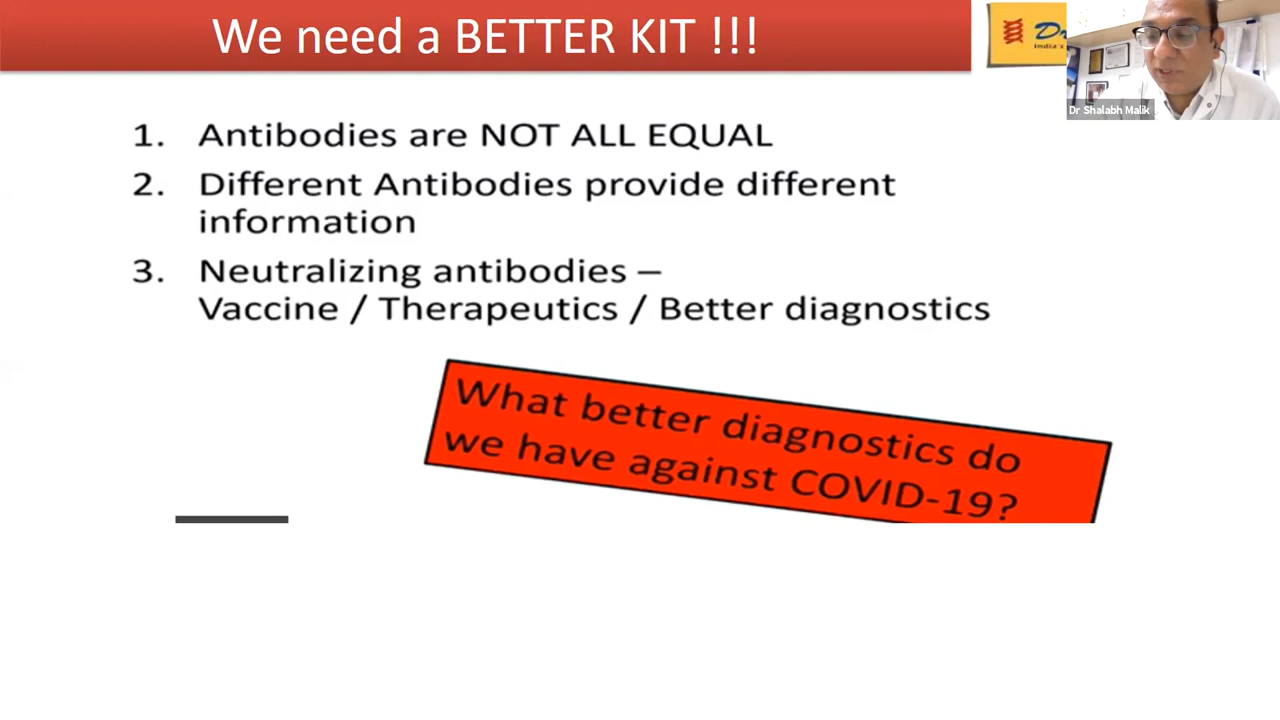 We need a BETTER KIT !!!
India's
Dr Shalabh Malik
1. Antibodies are NOT ALL EQUAL
2. Different Antibodies provide different
information
3. Neutralizing antibodies –
Vaccine / Therapeutics / Better diagnostics
What better diagnostics do
we have against COVID-19?